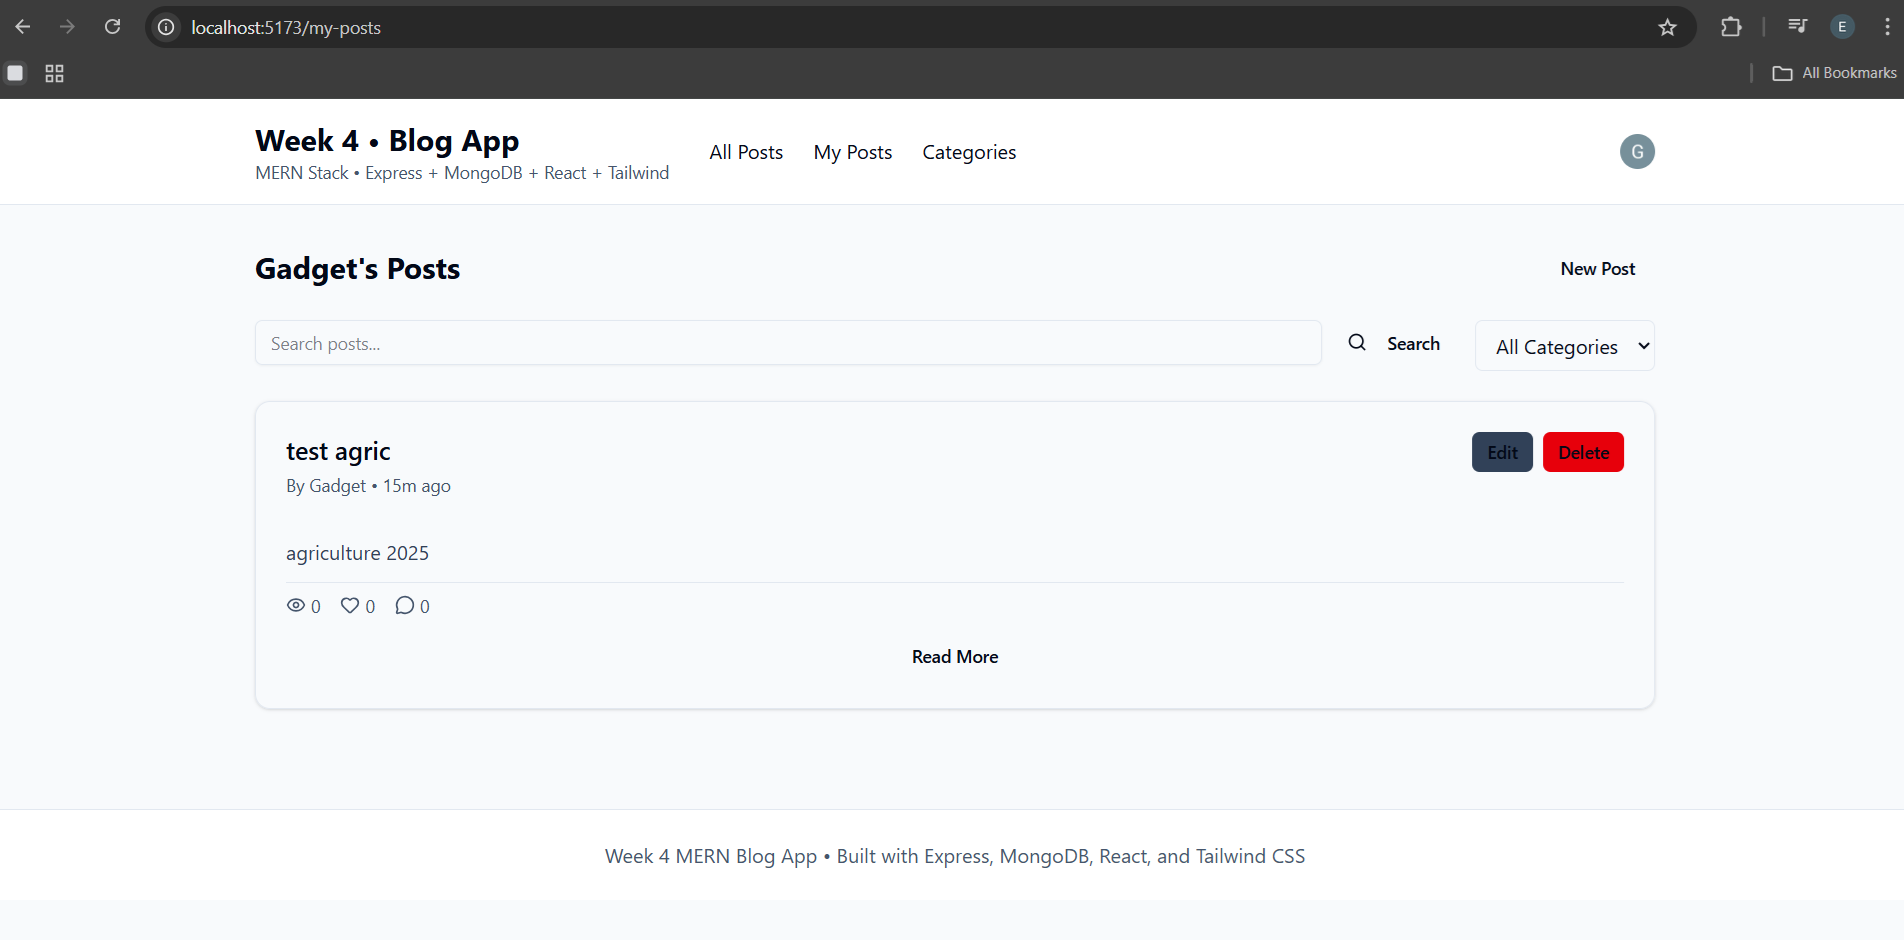 localhost:5173/my-posts
E
All Bookmarks
Week 4 • Blog App
MERN Stack • Express + MongoDB + React + Tailwind
All Posts
My Posts
Categories
G
Gadget's Posts
New Post
Search posts...
Search
All Categories
test agric
Edit
Delete
By Gadget • 15m ago
agriculture 2025
0
0
0
Read More
Week 4 MERN Blog App • Built with Express, MongoDB, React, and Tailwind CSS